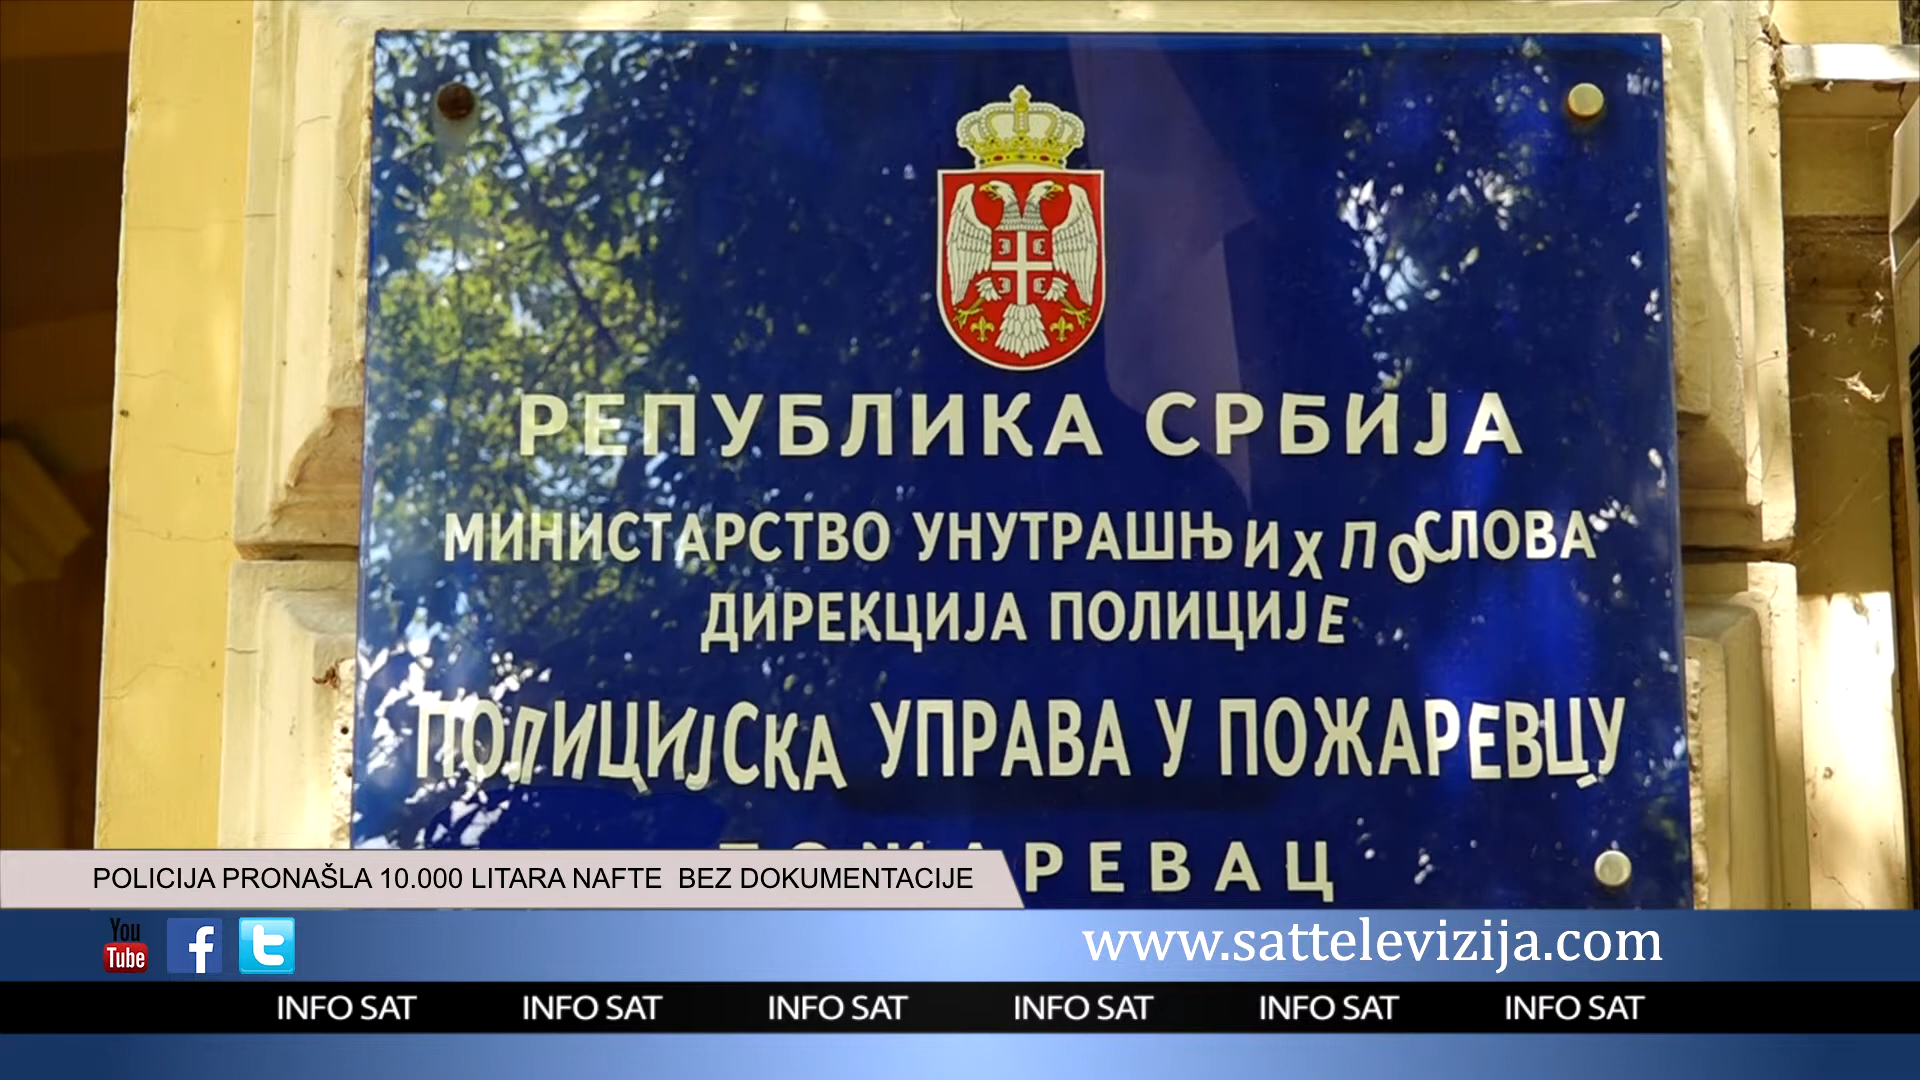 РЕПУБЛИКА СРБИЈА
МИНИСТАРСТВО УНУТРАШЊИХ ПОСЛОВА
ДИРЕКЦИЈА ПОЛИЦИЈЕ
ПОЛИЦИЈСКА УПРАВА У ПОЖАРЕВЦУ
ПОЖАРЕВАЦ
POLICIJA PRONAŠLA 10.000 LITARA NAFTE BEZ DOKUMENTACIJE
You Tube f t www.sattelevizija.com
INFO SAT INFO SAT INFO SAT INFO SAT INFO SAT INFO SAT